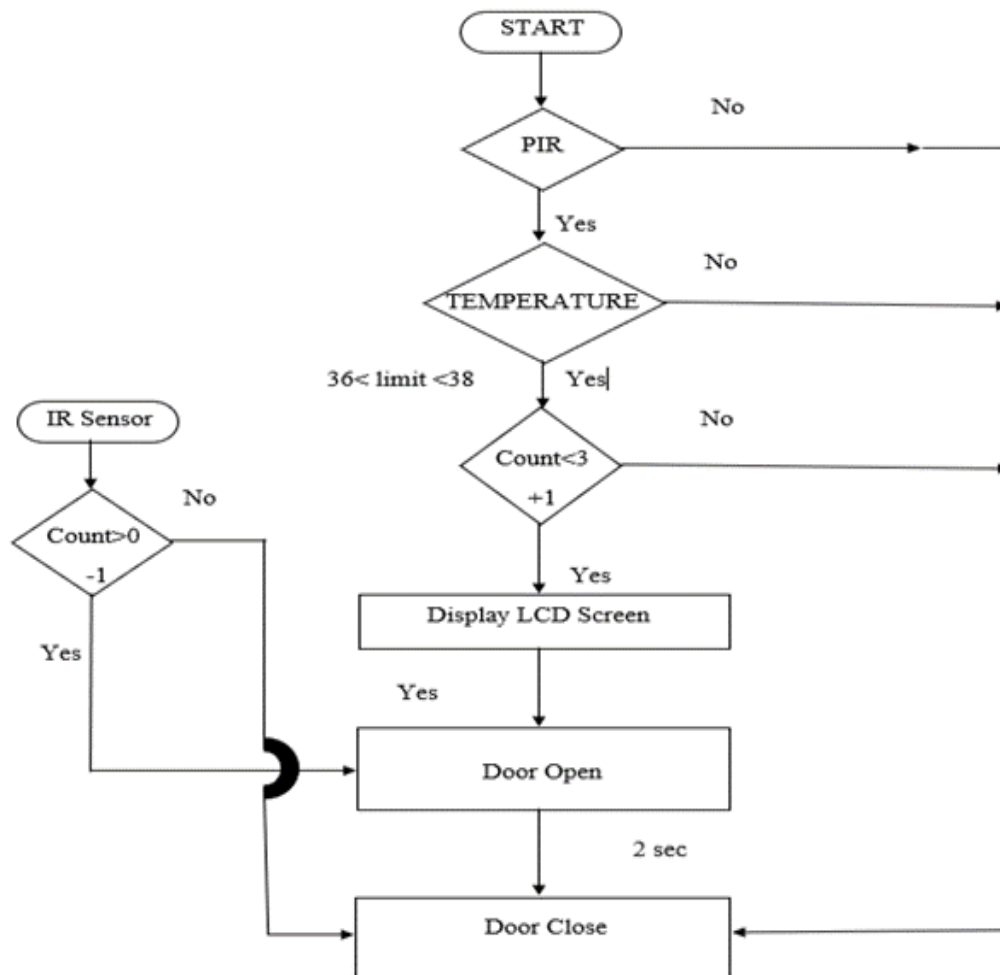 START
No
PIR
Yes
No
TEMPERATURE
36< limit <38
Yes
IR Sensor
No
Count<3
+1
No
Count>0
-1
Yes
Display LCD Screen
Yes
Yes
Door Open
2 sec
Door Close